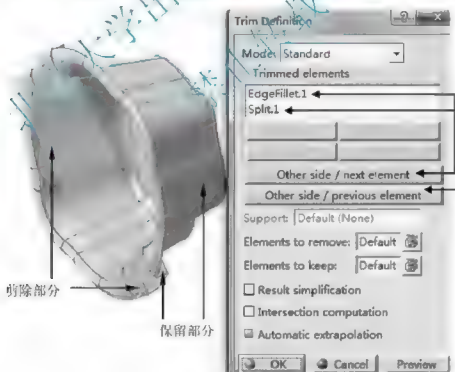 Trim Definition
Mode: Standard
Trimmed elements
EdgeFillet.1
Split.1
Other side / next element
Other side / previous element
Support: Default (None)
Elements to remove: Default
Elements to keep: Default
Result simplification
Intersection computation
Automatic extrapolation
OK Cancel Preview
剪除部分
保留部分